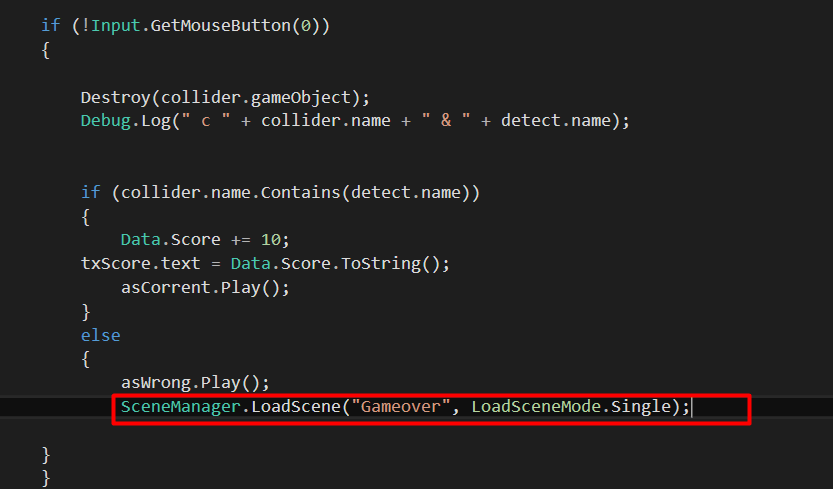 if (!Input.GetMouseButton(0))
{
Destroy(collider.gameObject);
Debug.Log(" c " + collider.name + " & " + detect.name);
if (collider.name.Contains(detect.name))
{
Data.Score += 10;
txScore.text = Data.Score.ToString();
asCorrent.Play();
}
else
{
asWrong.Play();
SceneManager.LoadScene("Gameover", LoadSceneMode.Single);
}
}